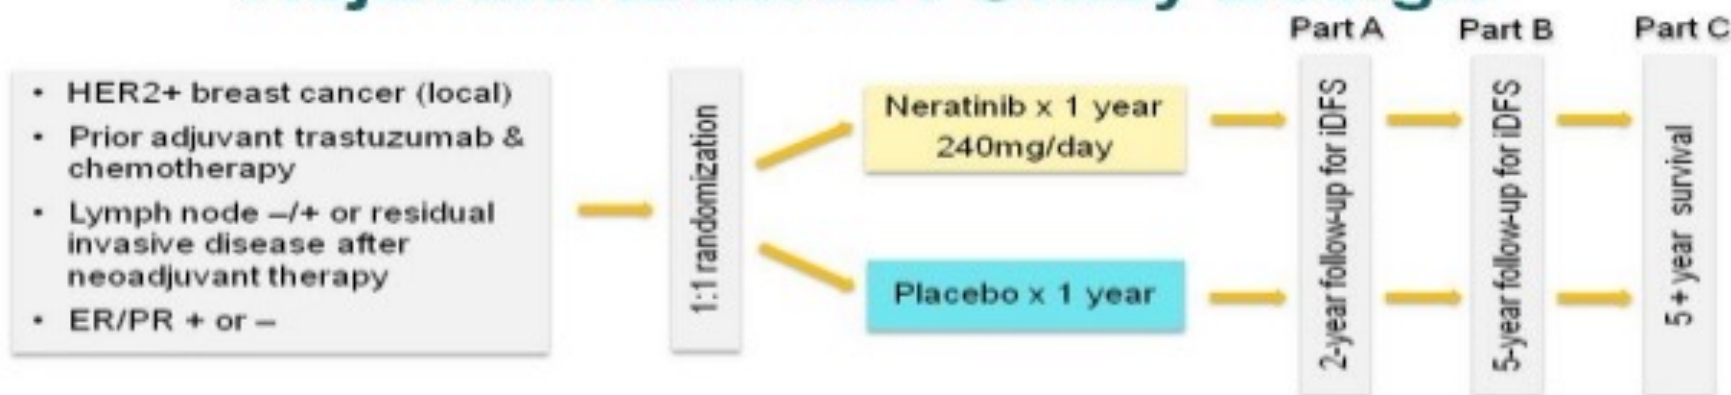 Part A
Part B
Part C
• HER2+ breast cancer (local)
• Prior adjuvant trastuzumab &
chemotherapy
• Lymph node –/+ or residual
invasive disease after
neoadjuvant therapy
• ER/PR + or –
1:1 randomization
Neratinib x 1 year
240mg/day
Placebo x 1 year
2-year follow-up for iDFS
5-year follow-up for iDFS
5+year survival